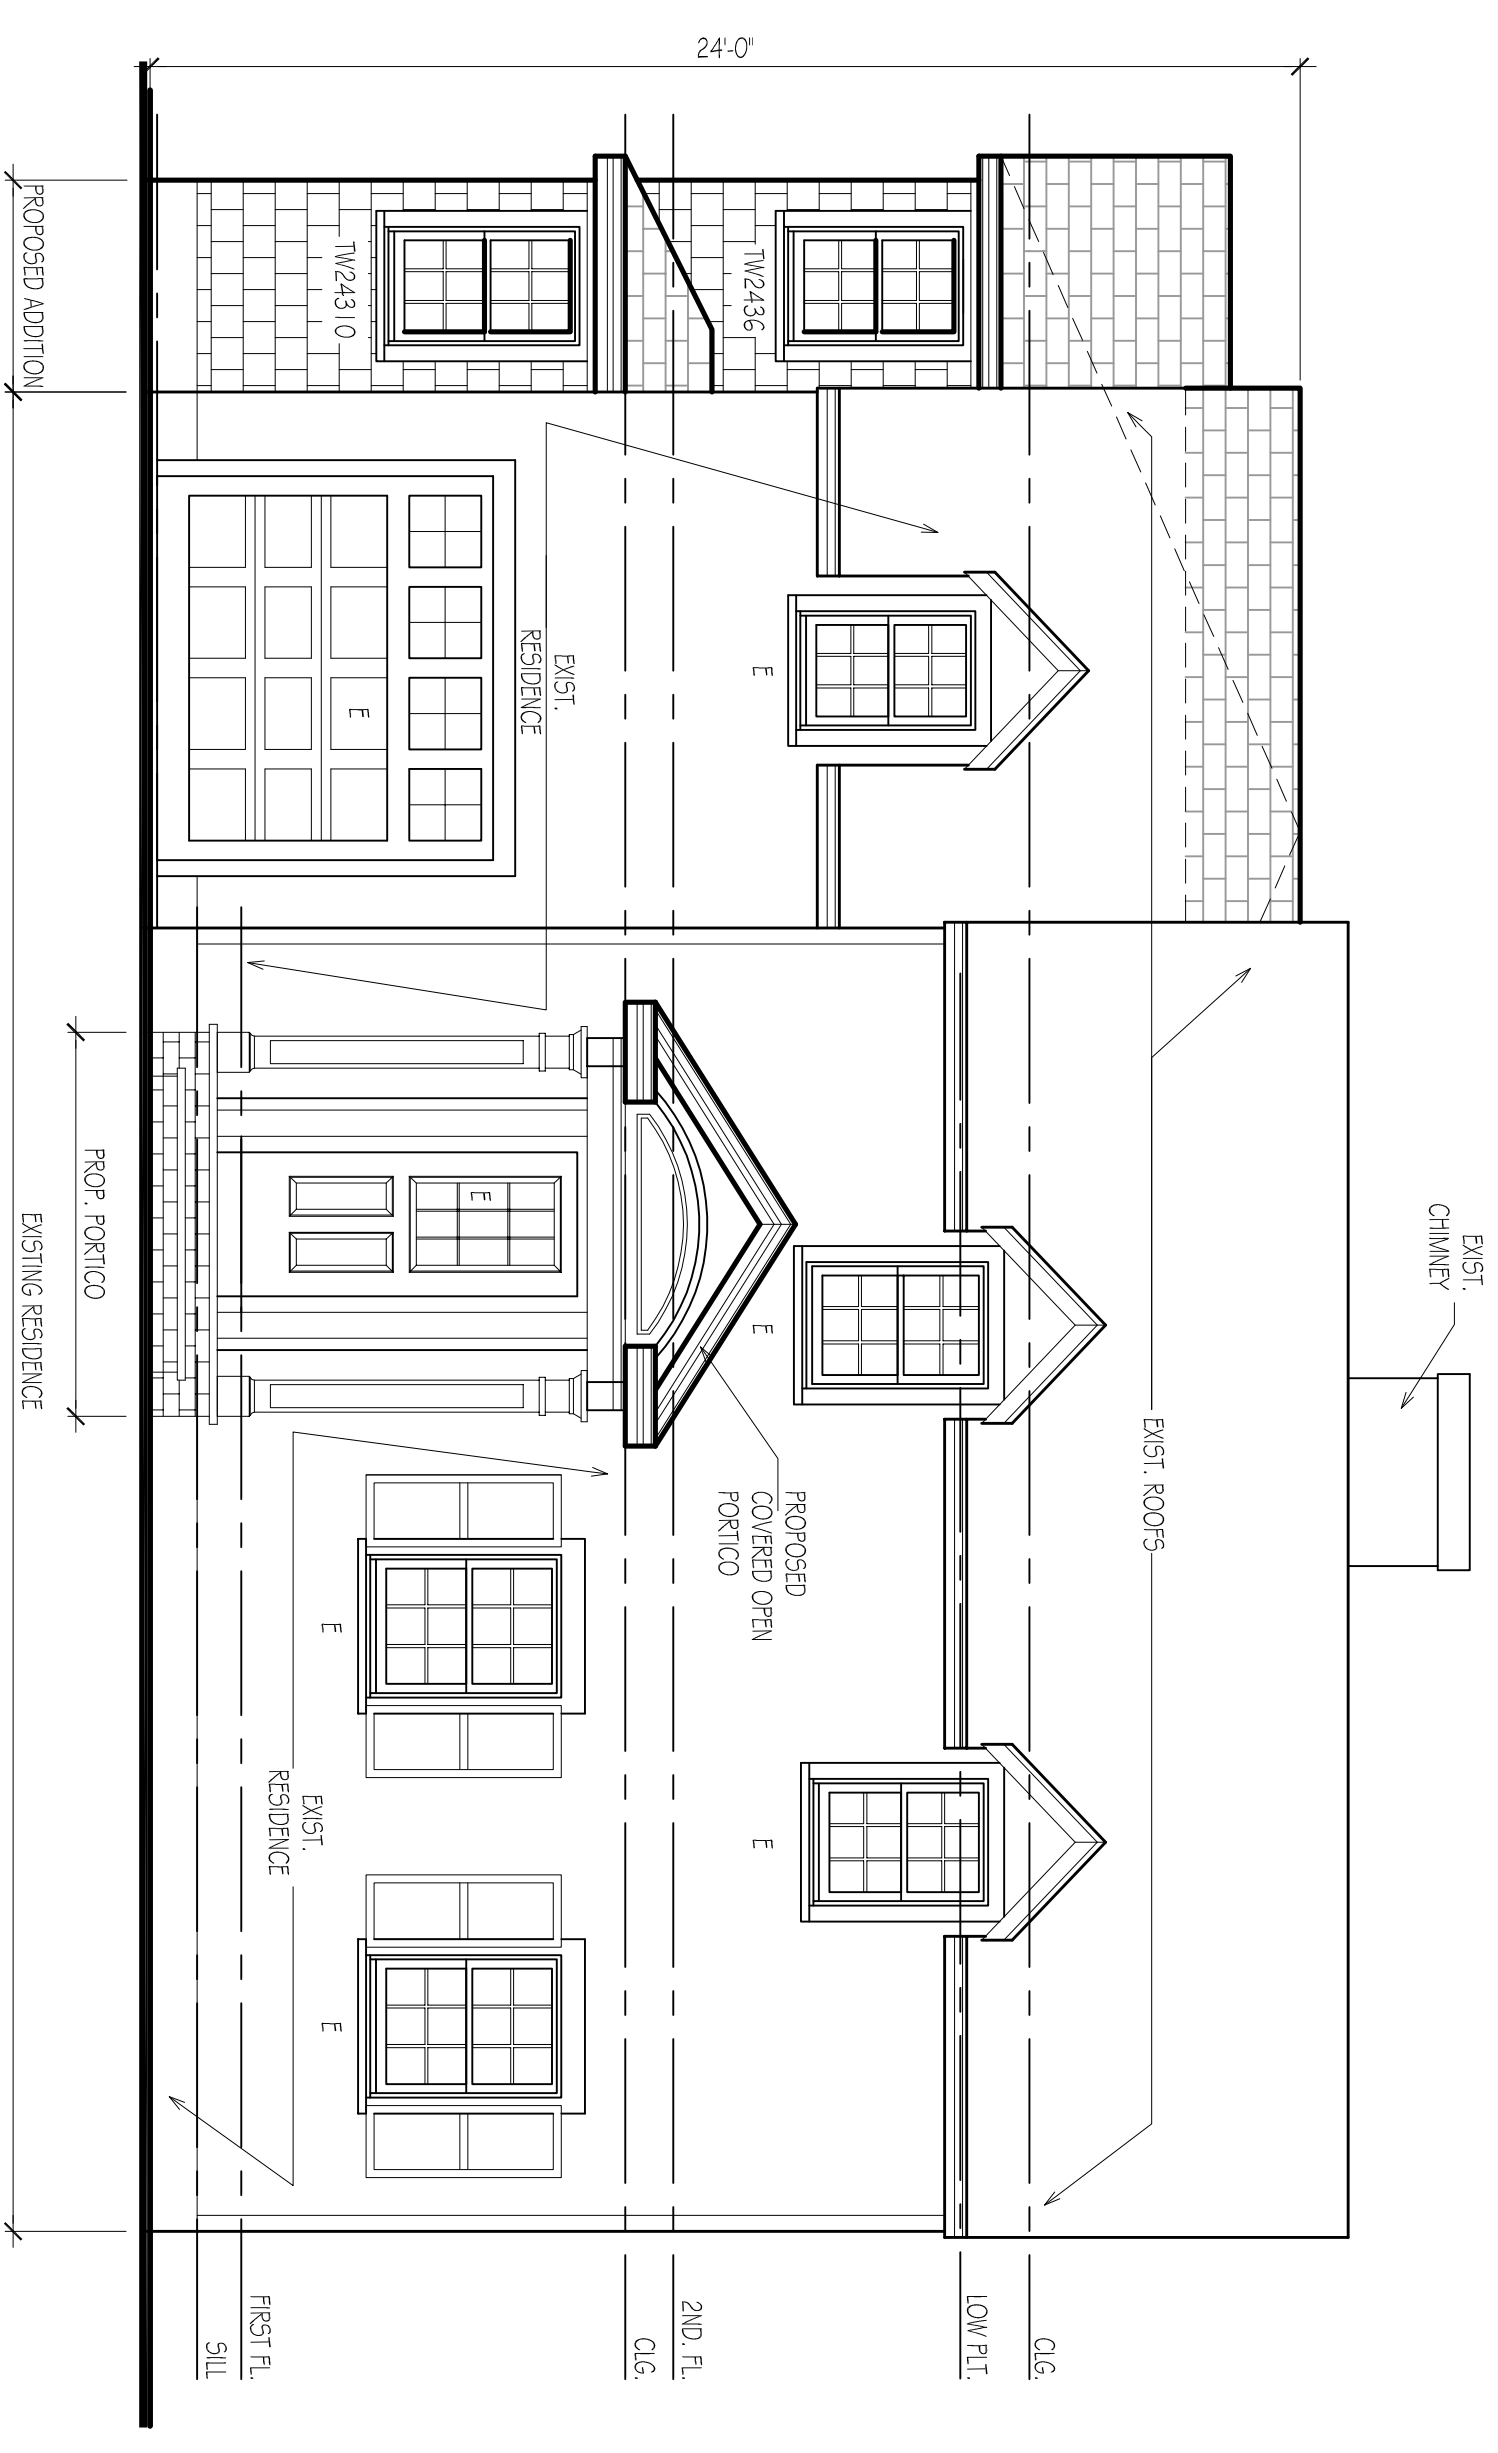 EXIST.
CHIMNEY
EXIST. ROOFS
CLG.
LOW PLT.
2ND. FL.
CLG.
FIRST FL.
SILL
24'-0"
TW2436
TW24310
E
E
E
EXIST.
RESIDENCE
PROPOSED
COVERED OPEN
PORTICO
E
E
E
E
EXIST.
RESIDENCE
PROP. PORTICO
PROPOSED ADDITION
EXISTING RESIDENCE